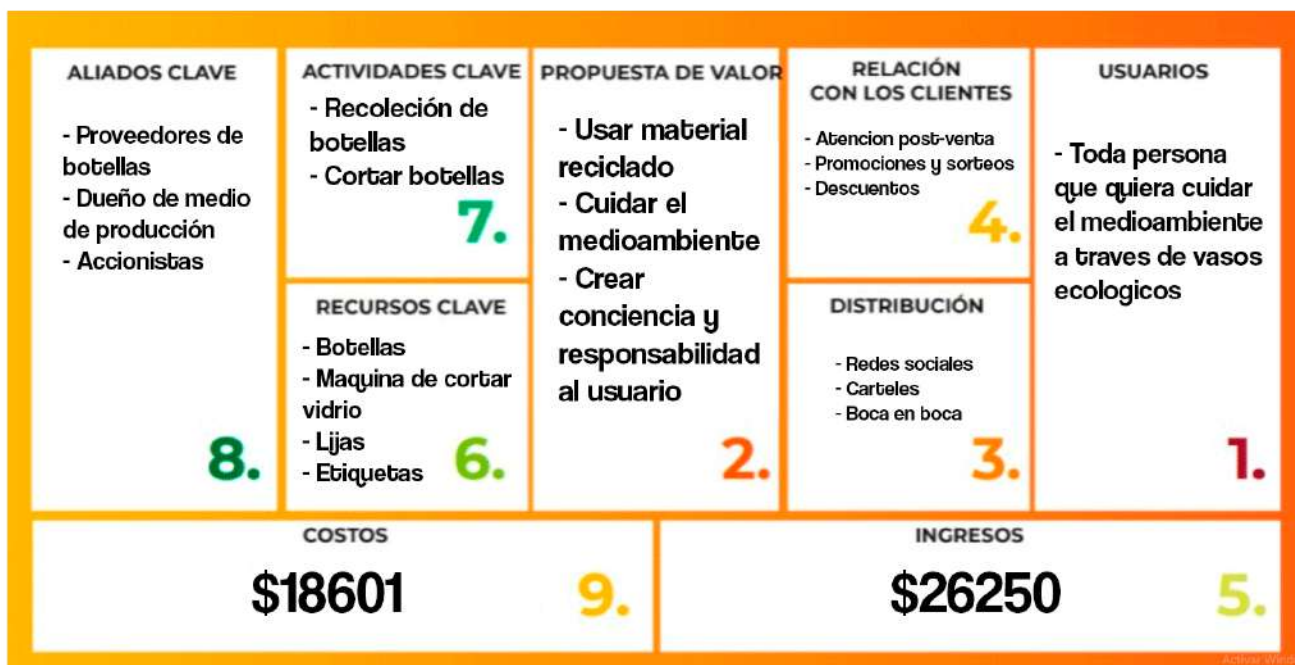 ALIADOS CLAVE
- Proveedores de
botellas
- Dueño de medio
de producción
- Accionistas
8.
ACTIVIDADES CLAVE
- Recoleción de
botellas
- Cortar botellas
7.
RECURSOS CLAVE
- Botellas
- Maquina de cortar
vidrio
- Lijas
- Etiquetas
6.
PROPUESTA DE VALOR
- Usar material
reciclado
- Cuidar el
medioambiente
- Crear
conciencia y
responsabilidad
al usuario
2.
RELACIÓN
CON LOS CLIENTES
- Atencion post-venta
- Promociones y sorteos
- Descuentos
4.
DISTRIBUCIÓN
- Redes sociales
- Carteles
- Boca en boca
3.
USUARIOS
- Toda persona
que quiera cuidar
el medioambiente
a traves de vasos
ecologicos
1.
COSTOS
$18601
9.
INGRESOS
$26250
5.
Activar Wind